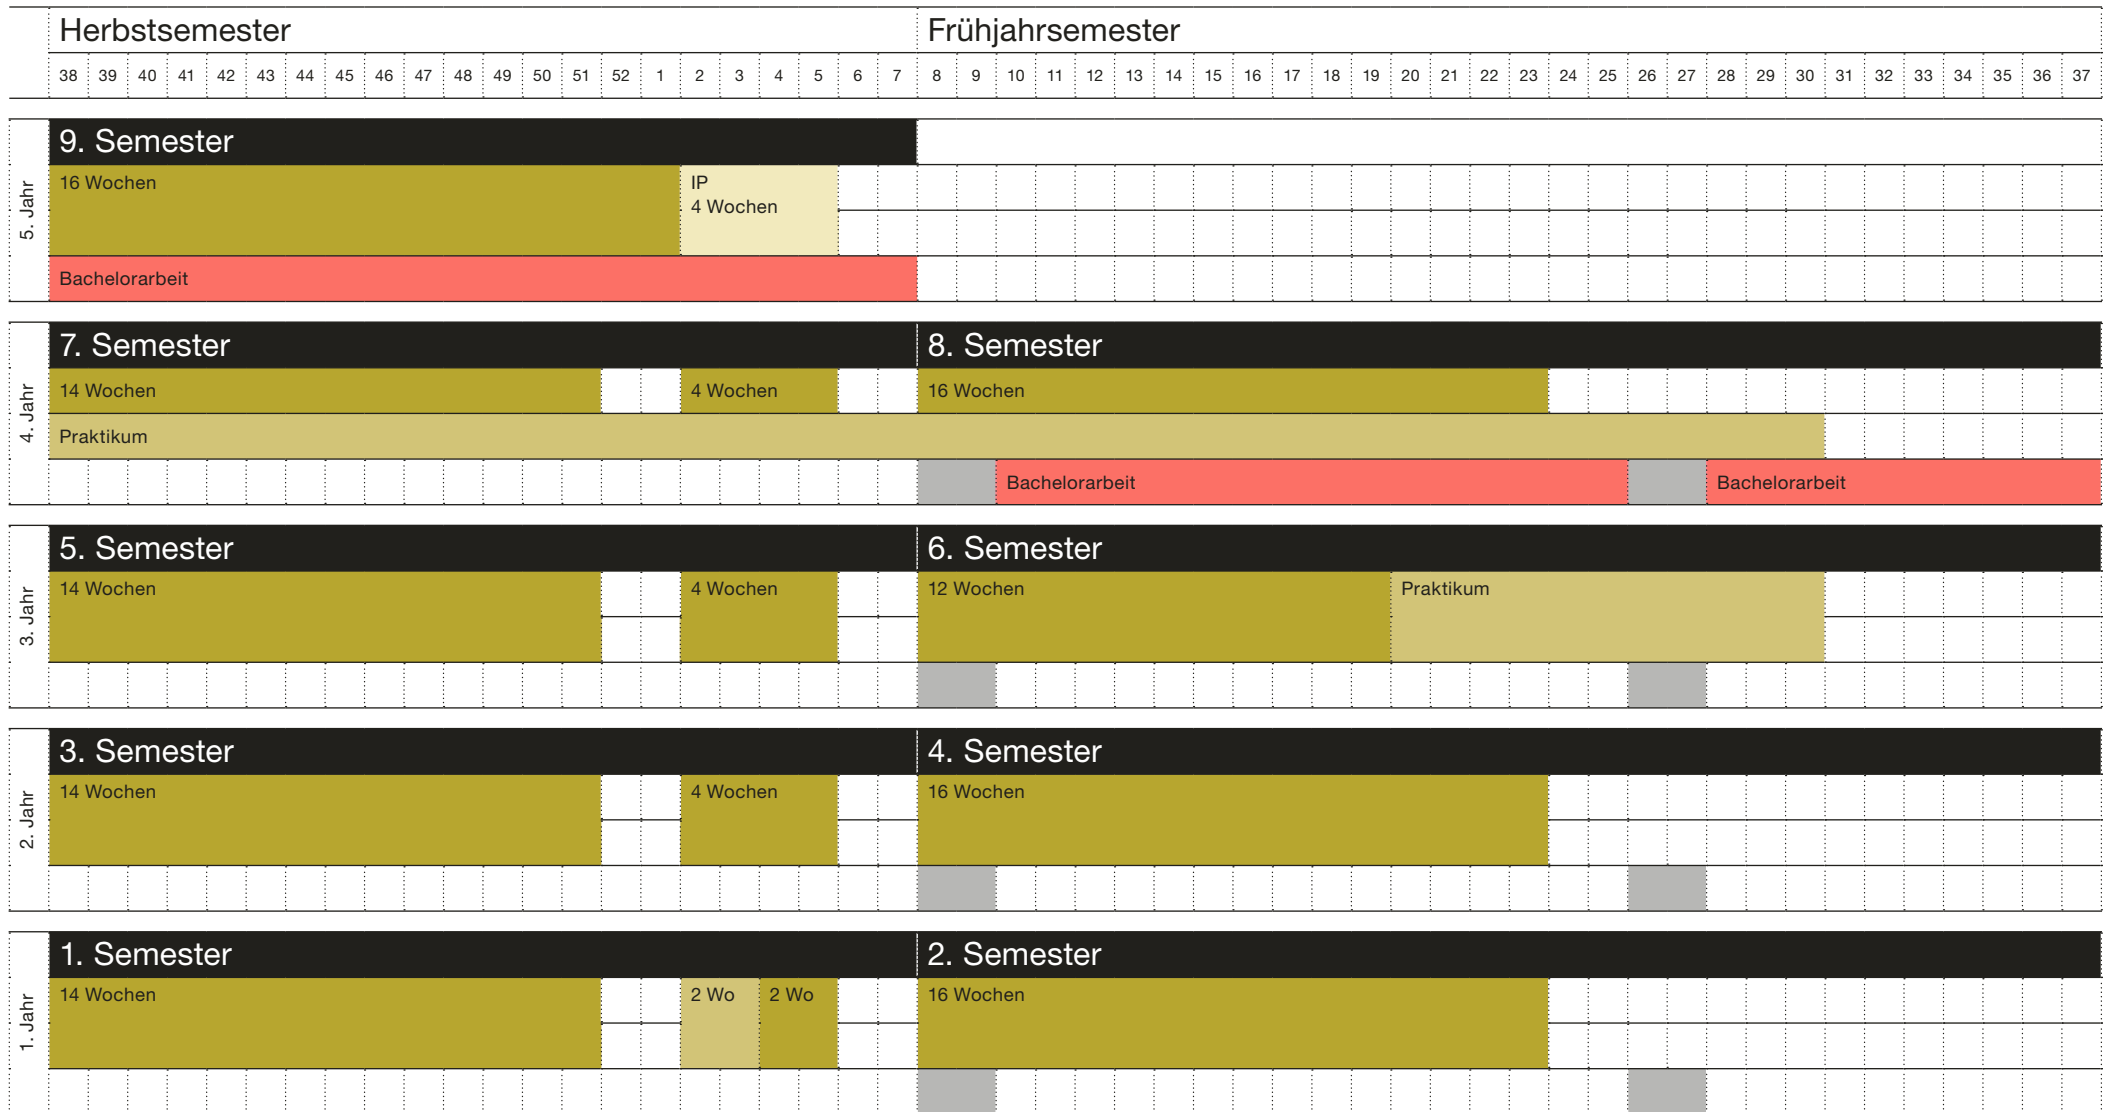 Herbstsemester Frühjahrsemester
38 39 40 41 42 43 44 45 46 47 48 49 50 51 52 1 2 3 4 5 6 7 8 9 10 11 12 13 14 15 16 17 18 19 20 21 22 23 24 25 26 27 28 29 30 31 32 33 34 35 36 37
5. Jahr
9. Semester
16 Wochen
IP
4 Wochen
Bachelorarbeit
4. Jahr
7. Semester 8. Semester
14 Wochen 4 Wochen 16 Wochen
Praktikum
Bachelorarbeit Bachelorarbeit
3. Jahr
5. Semester 6. Semester
14 Wochen 4 Wochen 12 Wochen Praktikum
2. Jahr
3. Semester 4. Semester
14 Wochen 4 Wochen 16 Wochen
1. Jahr
1. Semester 2. Semester
14 Wochen 2 Wo 2 Wo 16 Wochen